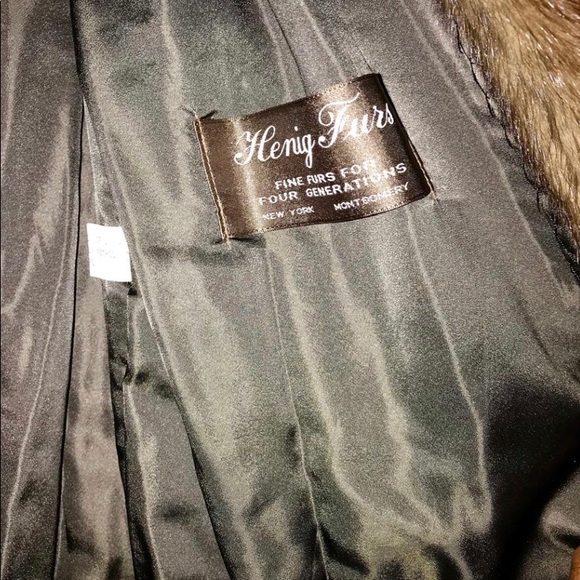 Henig Furs
FINE FURS FOR
FOUR GENERATIONS
NEW YORK MONTGOMERY